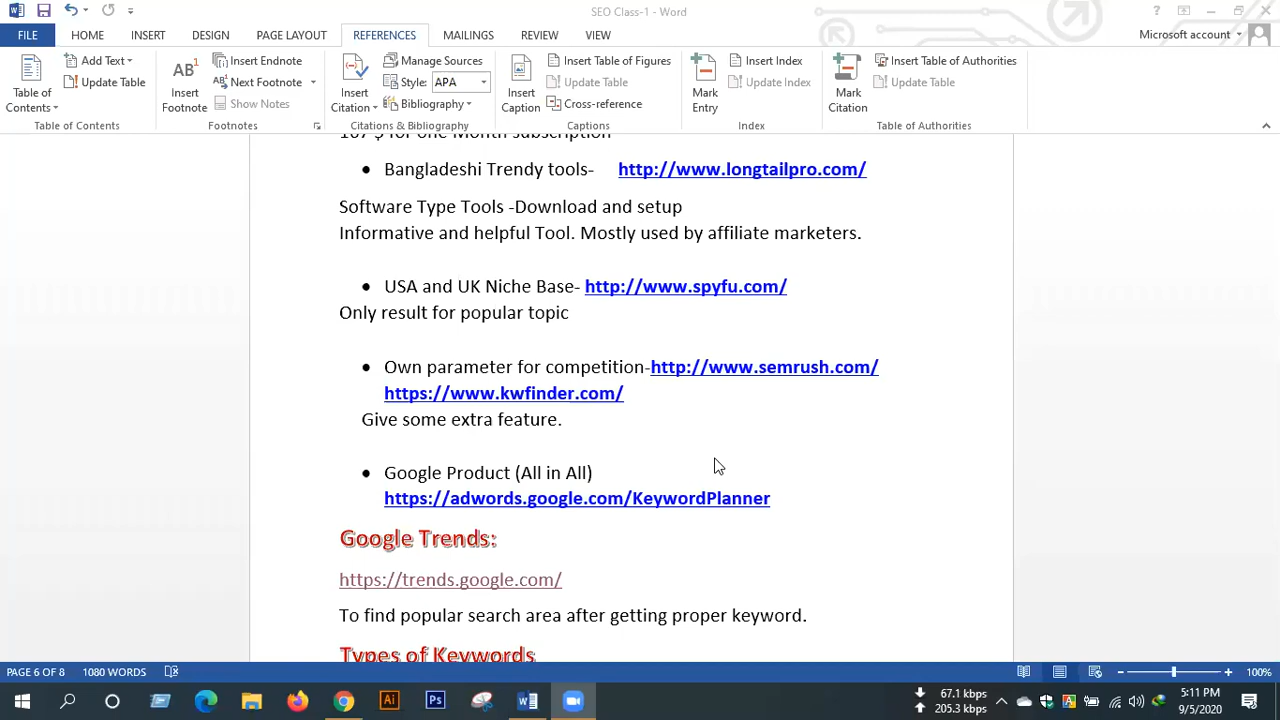 SEO Class-1 - Word
Microsoft account
FILE HOME INSERT DESIGN PAGE LAYOUT REFERENCES MAILINGS REVIEW VIEW
Table of Contents
Add Text
Update Table
Table of Contents
AB1
Insert Footnote
Insert Endnote
Next Footnote
Show Notes
Footnotes
Insert Citation
Manage Sources
Style: APA
Bibliography
Citations & Bibliography
Insert Caption
Insert Table of Figures
Update Table
Cross-reference
Captions
Mark Entry
Insert Index
Update Index
Index
Mark Citation
Insert Table of Authorities
Update Table
Table of Authorities
167 $ for one Month subscription
• Bangladeshi Trendy tools- http://www.longtailpro.com/
Software Type Tools -Download and setup
Informative and helpful Tool. Mostly used by affiliate marketers.
• USA and UK Niche Base- http://www.spyfu.com/
Only result for popular topic
• Own parameter for competition-http://www.semrush.com/
https://www.kwfinder.com/
Give some extra feature.
• Google Product (All in All)
https://adwords.google.com/KeywordPlanner
Google Trends:
https://trends.google.com/
To find popular search area after getting proper keyword.
Types of Keywords
PAGE 6 OF 8 1080 WORDS
100%
Ai
Ps
67.1 kbps
205.3 kbps
5:11 PM
9/5/2020